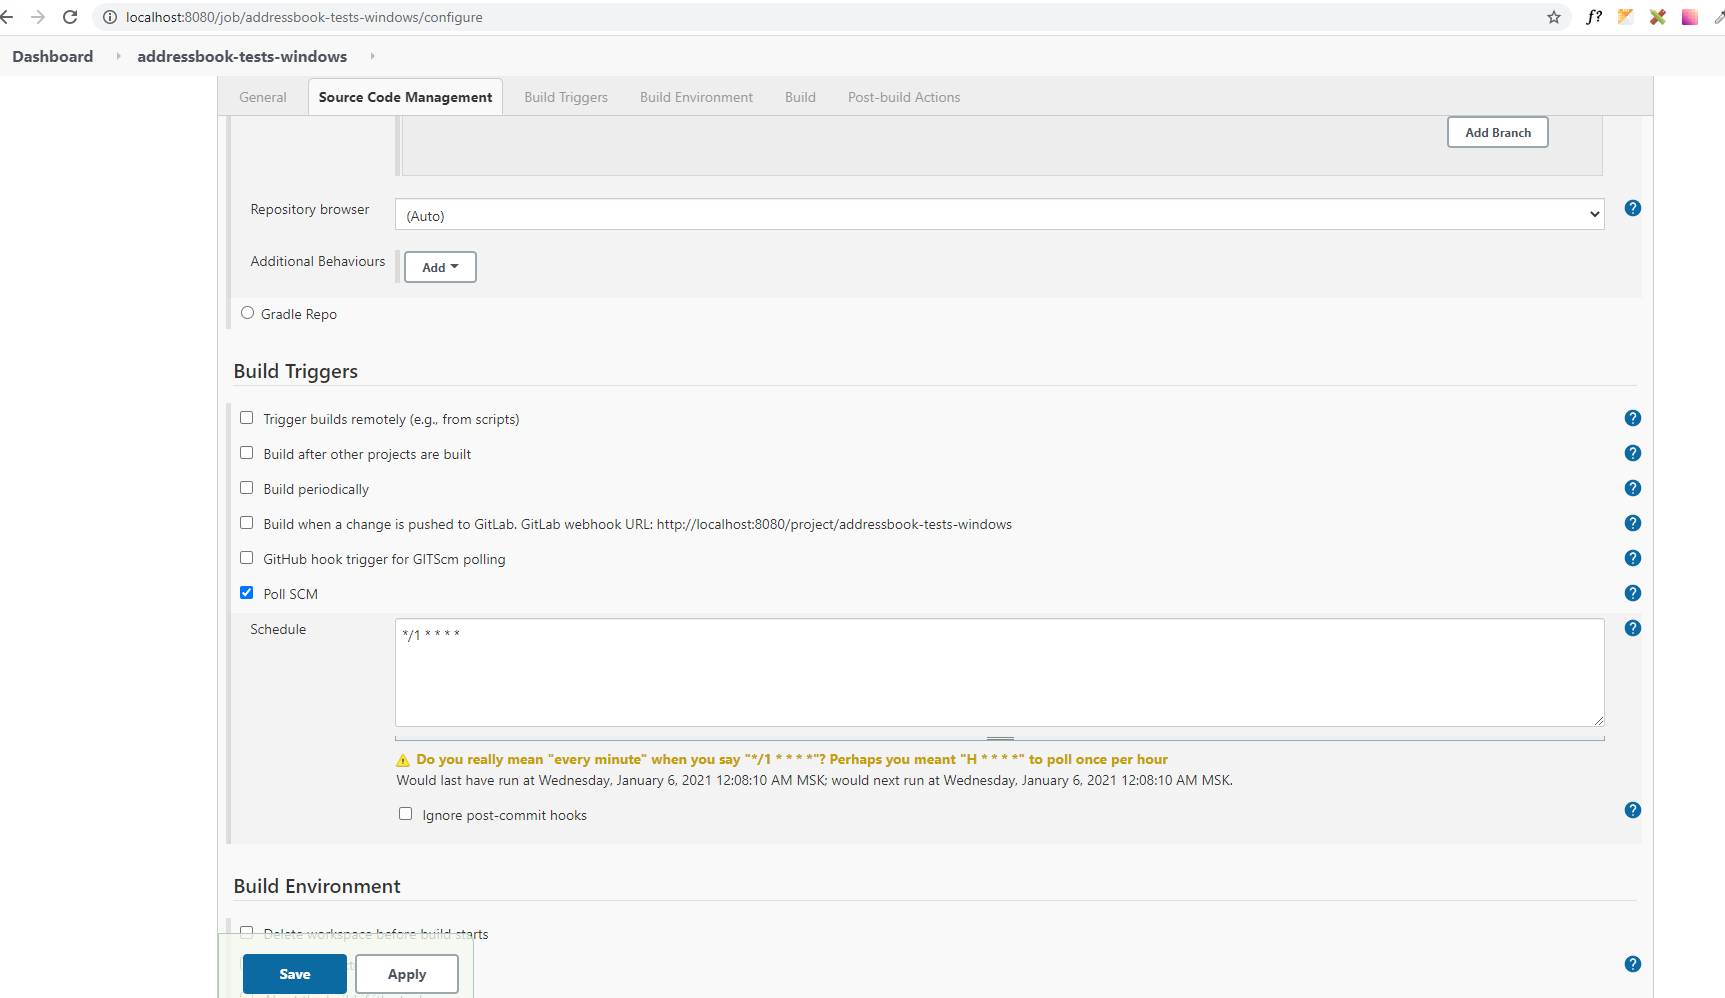 localhost:8080/job/addressbook-tests-windows/configure
f?
Dashboard
addressbook-tests-windows
General
Source Code Management
Build Triggers
Build Environment
Build
Post-build Actions
Add Branch
Repository browser
(Auto)
Additional Behaviours
Add
Gradle Repo
Build Triggers
Trigger builds remotely (e.g., from scripts)
Build after other projects are built
Build periodically
Build when a change is pushed to GitLab. GitLab webhook URL: http://localhost:8080/project/addressbook-tests-windows
GitHub hook trigger for GITScm polling
Poll SCM
Schedule
*/1 * * * *
Do you really mean "every minute" when you say "*/1 * * * *"? Perhaps you meant "H * * * *" to poll once per hour
Would last have run at Wednesday, January 6, 2021 12:08:10 AM MSK; would next run at Wednesday, January 6, 2021 12:08:10 AM MSK.
Ignore post-commit hooks
Build Environment
Delete workspace before build starts
Save
Apply